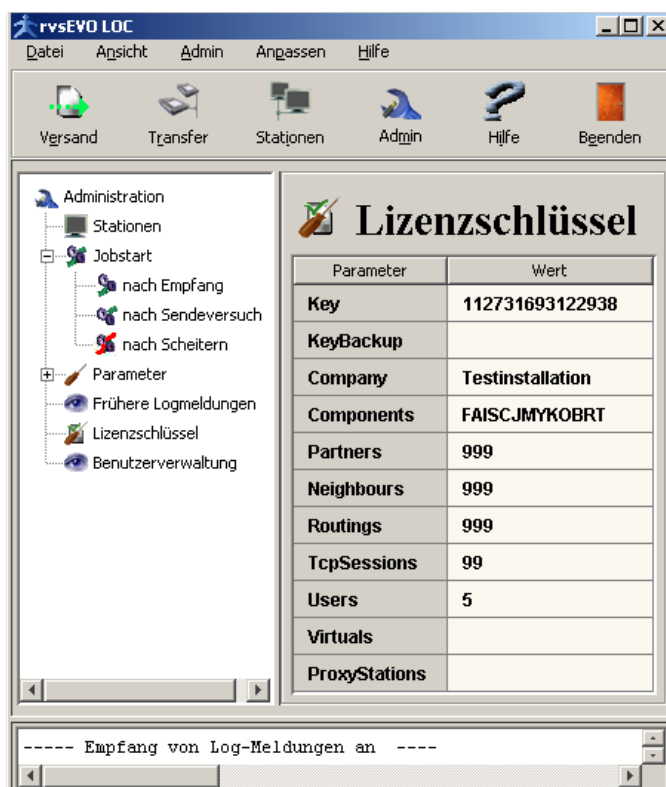 rvsEVO LOC
Datei Ansicht Admin Anpassen Hilfe
Versand Transfer Stationen Admin Hilfe Beenden
Administration
Stationen
Jobstart
nach Empfang
nach Sendeversuch
nach Scheitern
Parameter
Frühere Logmeldungen
Lizenzschlüssel
Benutzerverwaltung
Lizenzschlüssel
Parameter Wert
Key 112731693122938
KeyBackup
Company Testinstallation
Components FAISCJMYKOBRT
Partners 999
Neighbours 999
Routings 999
TcpSessions 99
Users 5
Virtuals
ProxyStations
----- Empfang von Log-Meldungen an ----